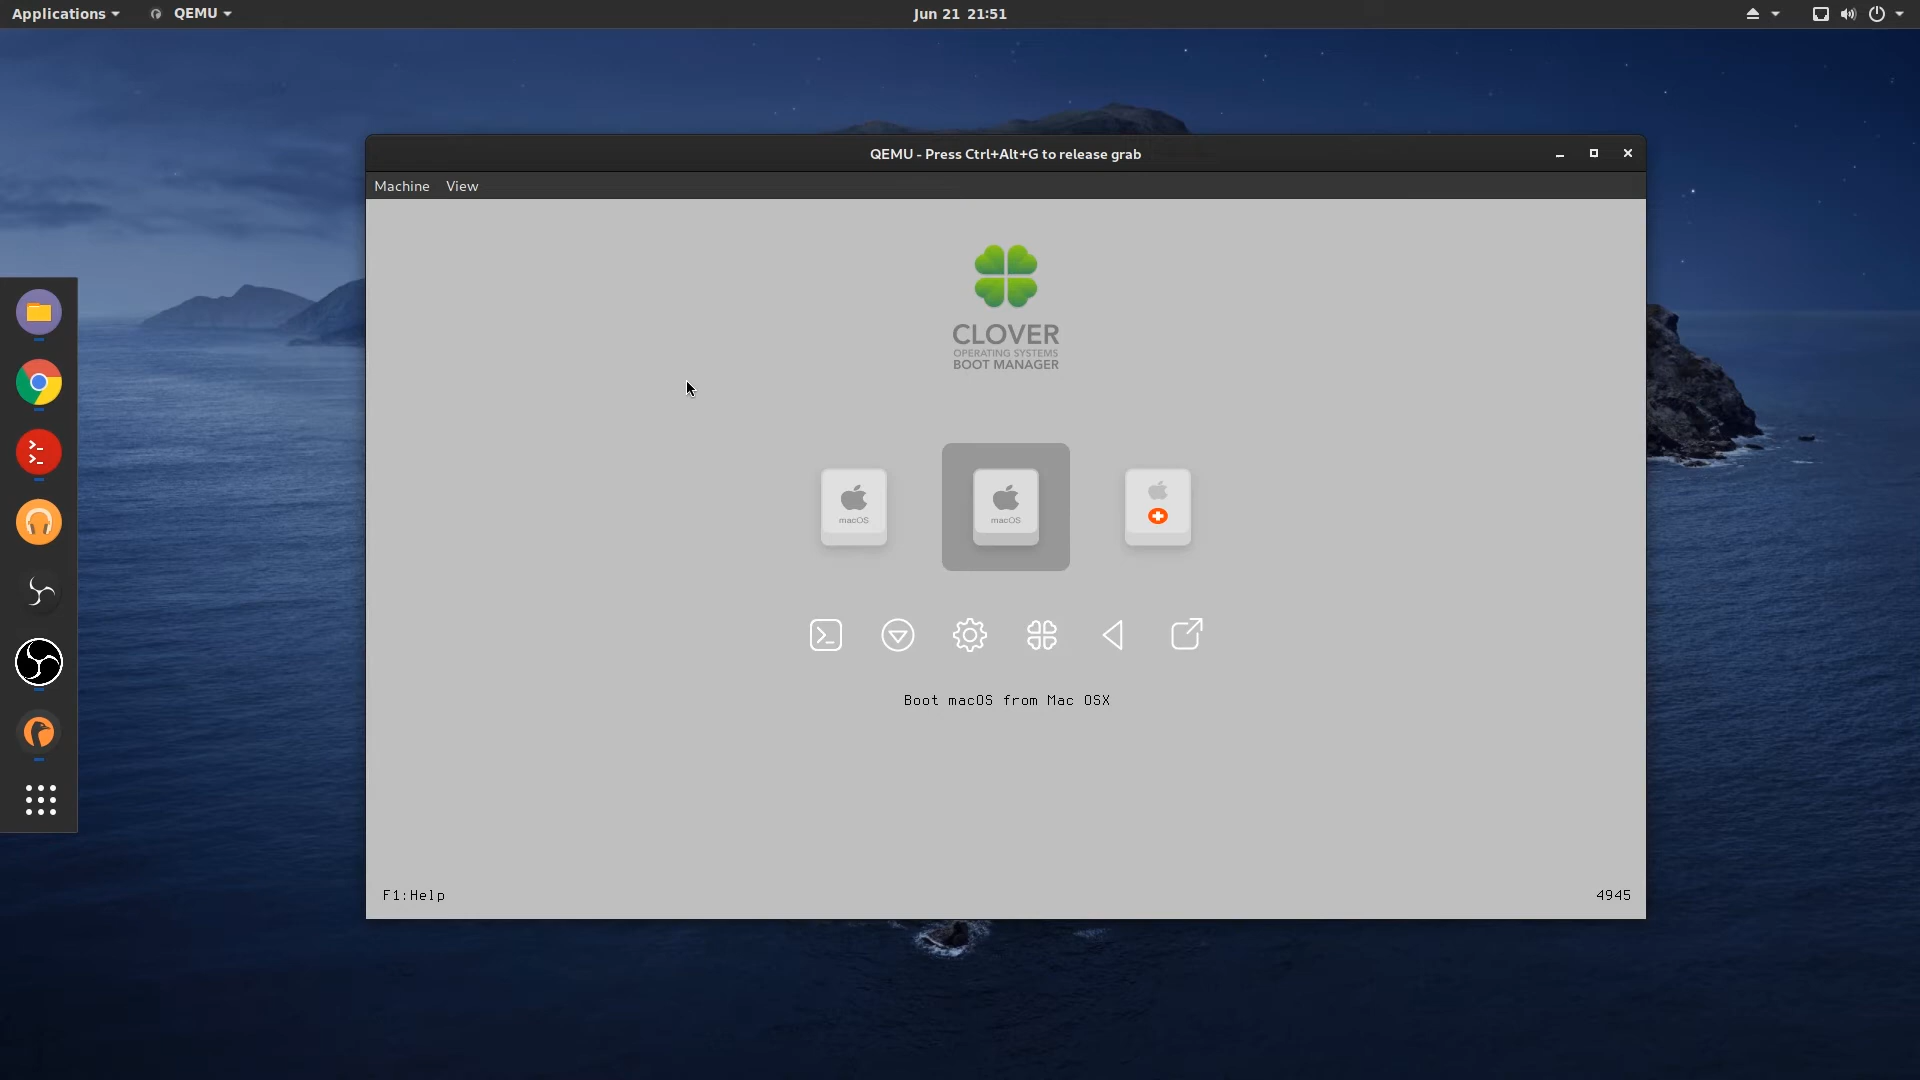 Applications
QEMU
Jun 21 21:51
QEMU - Press Ctrl+Alt+G to release grab
Machine View
CLOVER
OPERATING SYSTEMS
BOOT MANAGER
macOS
macOS
Boot macOS from Mac OSX
F1:Help
4945